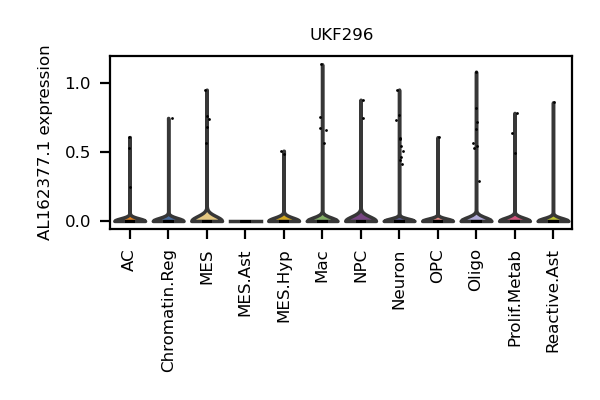 UKF296
AL162377.1 expression
1.0
0.5
0.0
AC
Chromatin.Reg
MES
MES.Ast
MES.Hyp
Mac
NPC
Neuron
OPC
Oligo
Prolif.Metab
Reactive.Ast